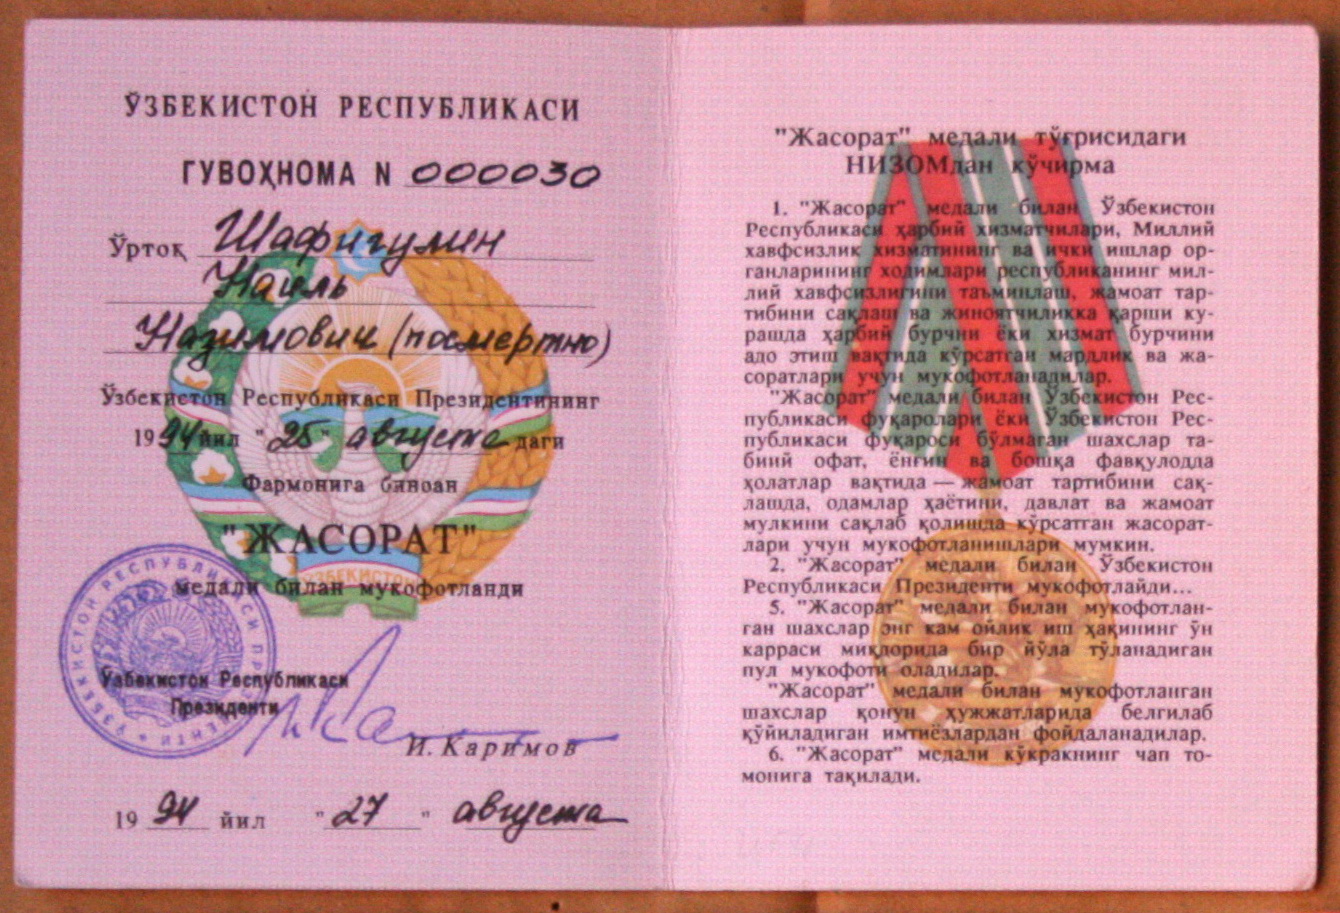 ЎЗБЕКИСТОН РЕСПУБЛИКАСИ
ГУВОҲНОМА N 000030
Ўртоқ Шафигулин
Наиль
Назимович (посмертно)
Ўзбекистон Республикаси Президентининг
1994 йил "25" августа даги
Фармонига биноан
"ЖАСОРАТ"
медали билан мукофотланди
Ўзбекистон Республикаси
Президенти
И. Каримов
1994 йил "27" августа
"Жасорат" медали тўғрисидаги
НИЗОМдан кўчирма
1. "Жасорат" медали билан Ўзбекистон
Республикаси ҳарбий хизматчилари, Миллий
хавфсизлик хизматининг ва ички ишлар ор-
ганларининг ходимлари республиканинг мил-
лий хавфсизлигини таъминлаш, жамоат тар-
тибини сақлаш ва жиноятчиликка қарши ку-
рашда ҳарбий бурчни ёки хизмат бурчини
адо этиш вақтида кўрсатган мардлик ва жа-
соратлари учун мукофотланадилар.
"Жасорат" медали билан Ўзбекистон Рес-
публикаси фуқаролари ёки Ўзбекистон Рес-
публикаси фуқароси бўлмаган шахслар та-
биий офат, ёнғин ва бошқа фавқулодда
ҳолатлар вақтида — жамоат тартибини сақ-
лашда, одамлар ҳаётини, давлат ва жамоат
мулкини сақлаб қолишда кўрсатган жасорат-
лари учун мукофотланишлари мумкин.
2. "Жасорат" медали билан Ўзбекистон
Республикаси Президенти мукофотлайди...
5. "Жасорат" медали билан мукофотлан-
ган шахслар энг кам ойлик иш ҳақининг ўн
карраси миқдорида бир йўла тўланадиган
пул мукофоти оладилар.
"Жасорат" медали билан мукофотланган
шахслар қонун ҳужжатларида белгилаб
қўйиладиган имтиёзлардан фойдаланадилар.
6. "Жасорат" медали кўкракнинг чап то-
монига тақилади.